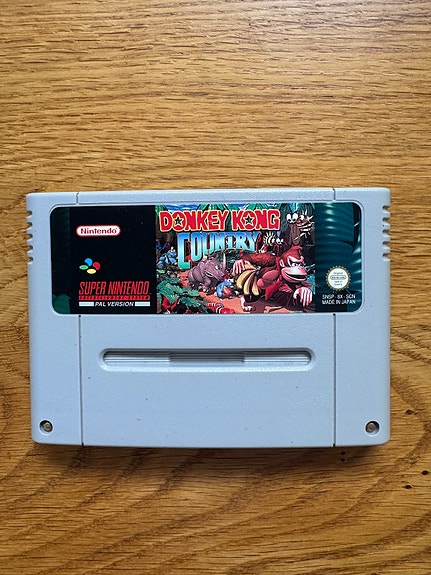 Nintendo
DONKEY KONG
COUNTRY
SUPER NINTENDO
ENTERTAINMENT SYSTEM
PAL VERSION
SNSP - 8X - SCN
MADE IN JAPAN